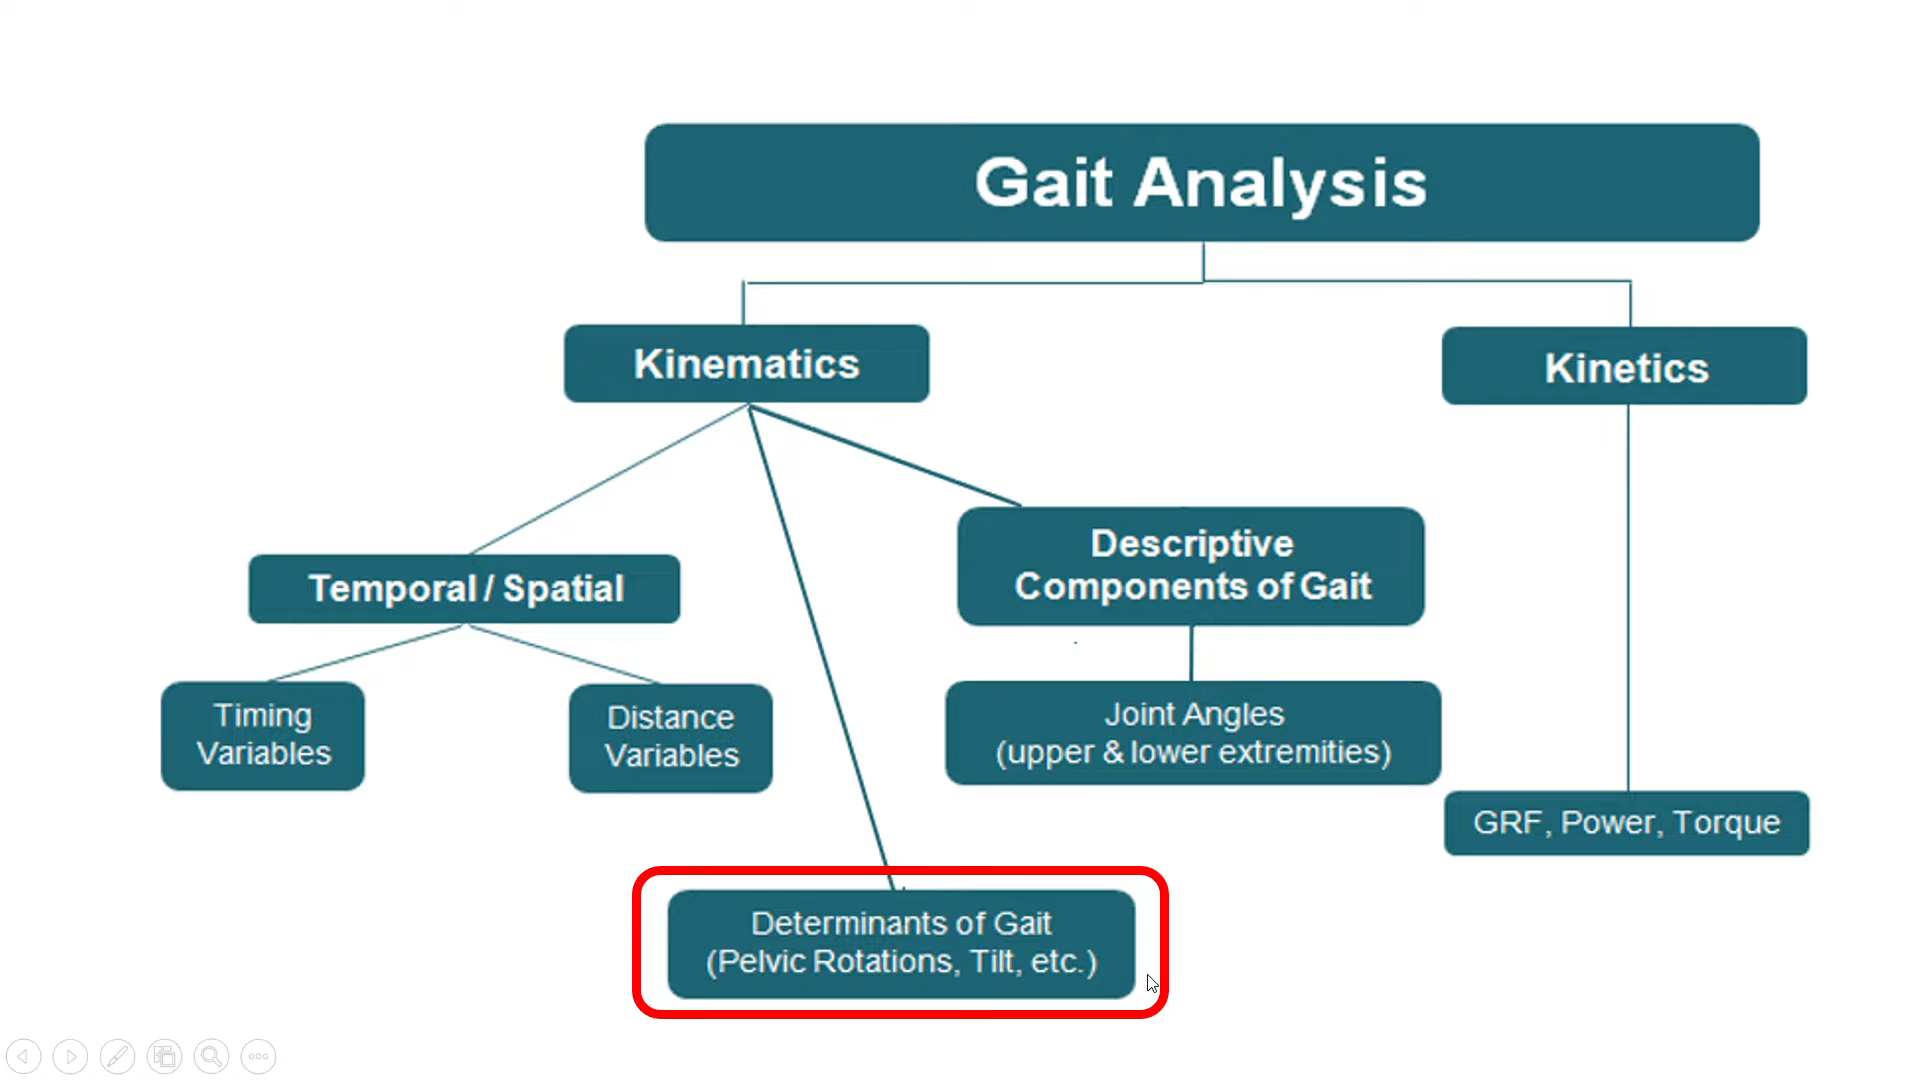 Gait Analysis
Kinematics
Kinetics
Descriptive
Components of Gait
Temporal / Spatial
Timing
Variables
Distance
Variables
Joint Angles
(upper & lower extremities)
GRF, Power, Torque
Determinants of Gait
(Pelvic Rotations, Tilt, etc.)